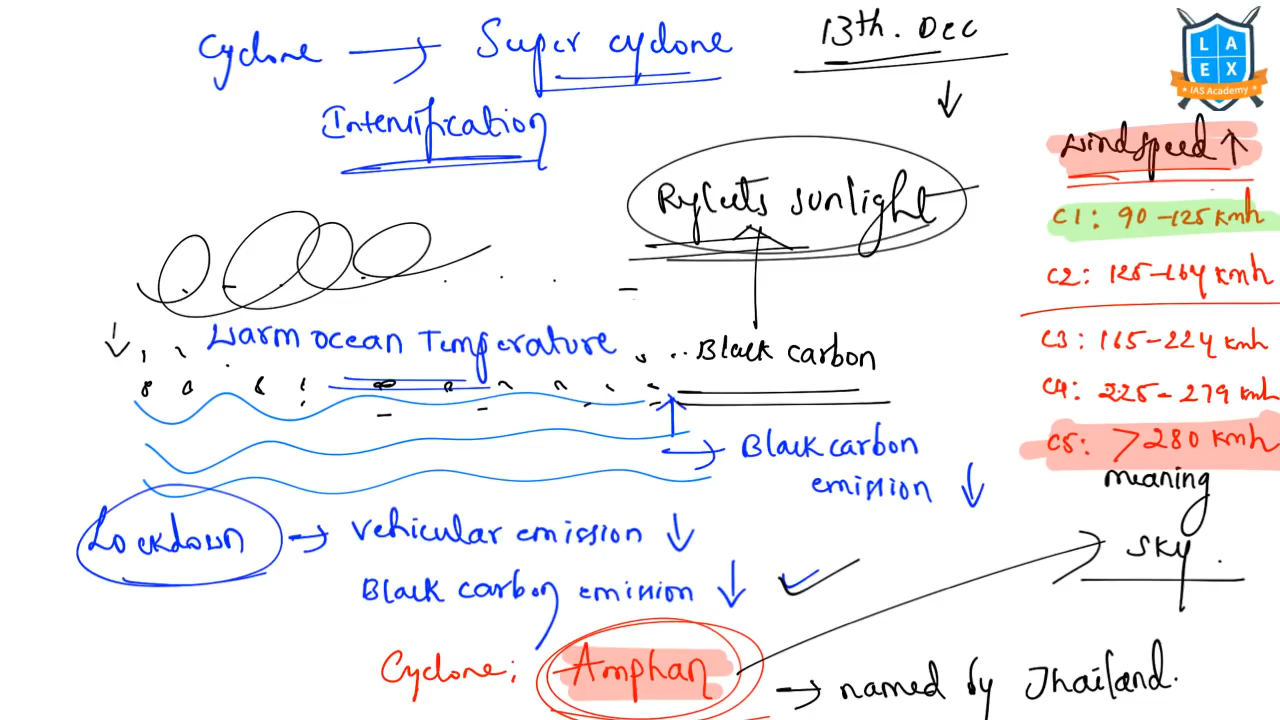 Cyclone → Super cyclone
13th. Dec
↓
LAEX
IAS Academy
Intensification
windspeed ↑
Reflects sunlight
C1: 90-125 kmh
C2: 125-164 kmh
Warm ocean Temperature
Black carbon
C3: 165-224 kmh
C4: 225-279 kmh
→ Black carbon
emission ↓
C5: >280 kmh
meaning
sky.
Lockdown → vehicular emission ↓
Black carbon emission ↓ ✓
Cyclone; Amphan
→ named by Thailand.